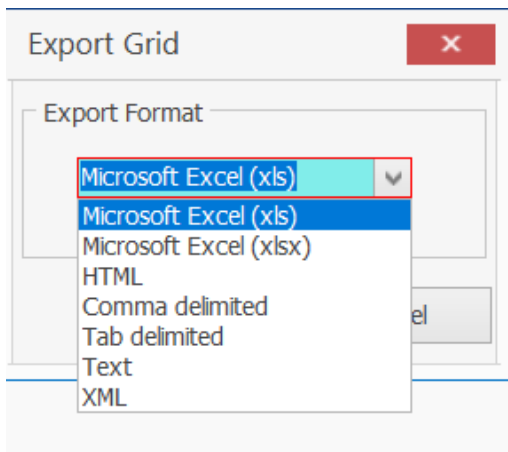 Export Grid
Export Format
Microsoft Excel (xls)
Microsoft Excel (xls)
Microsoft Excel (xlsx)
HTML
Comma delimited
el
Tab delimited
Text
XML